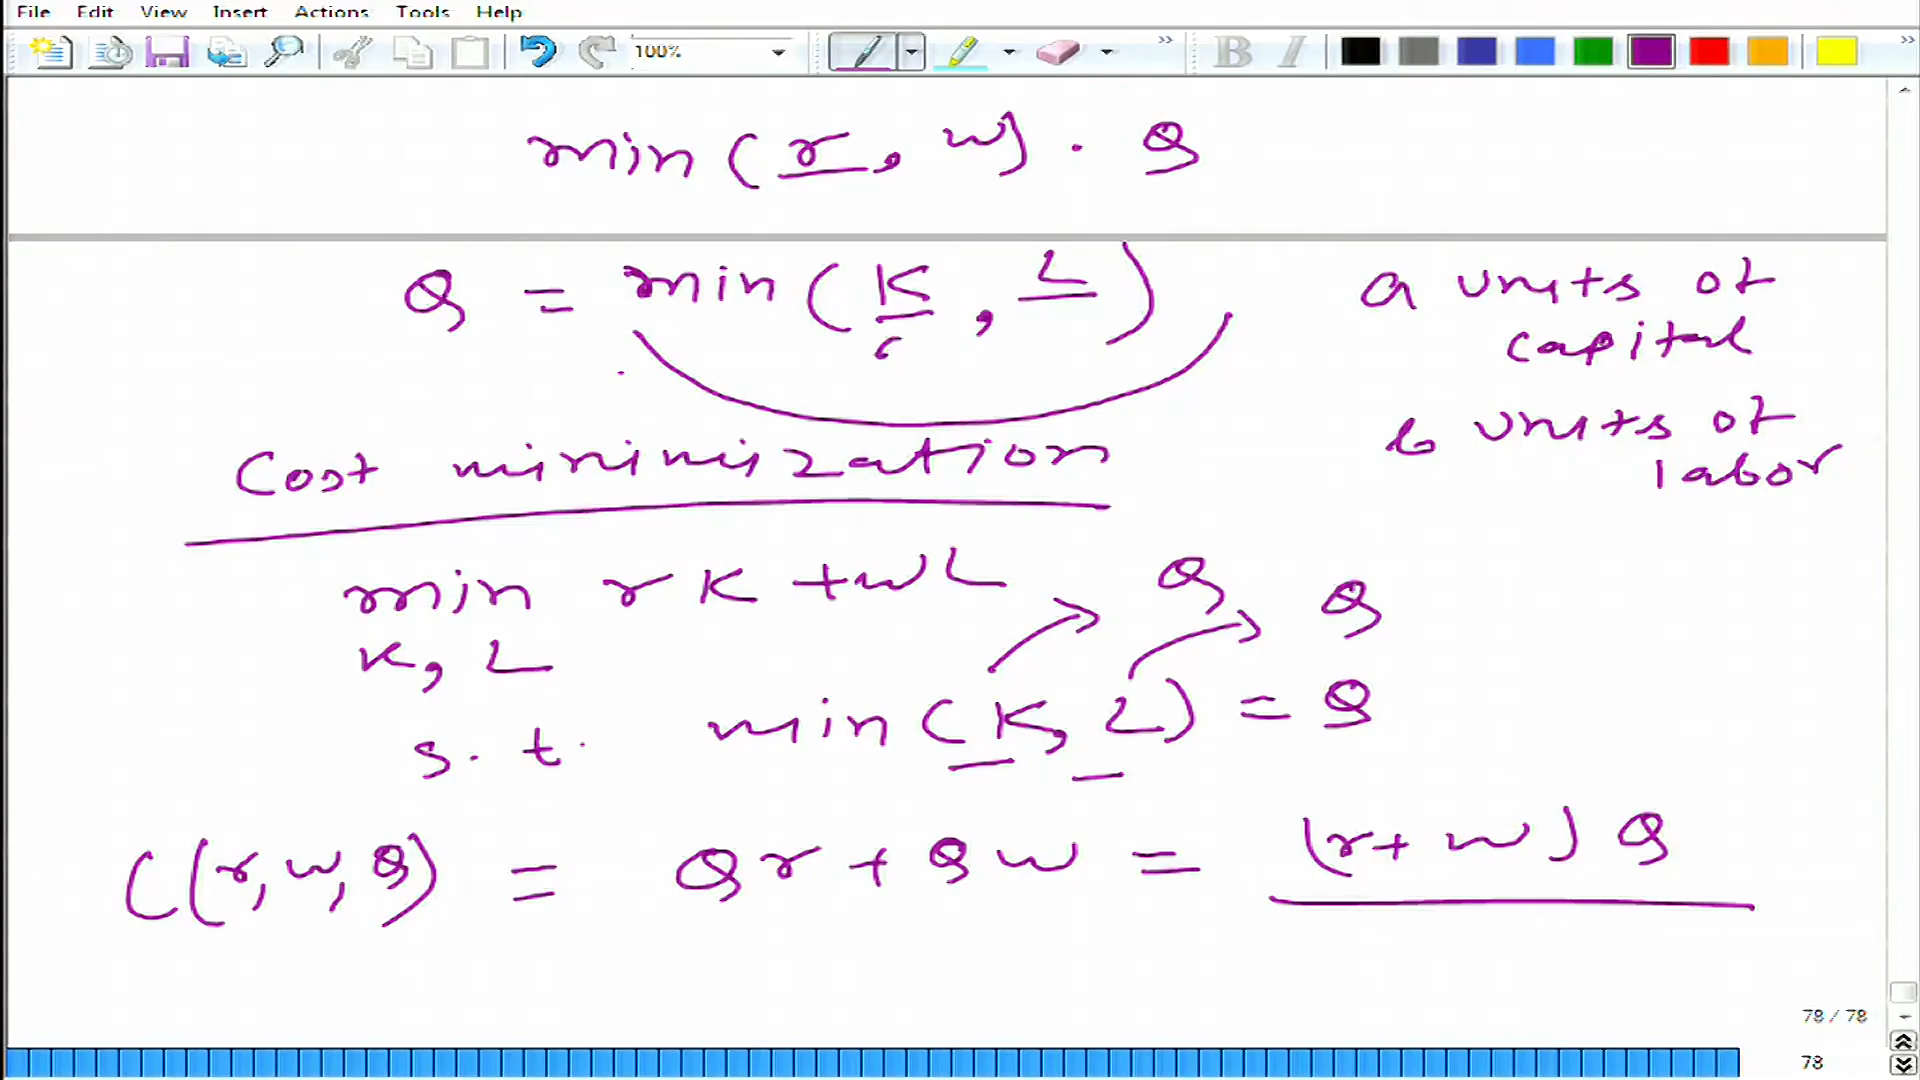 File Edit View Insert Actions Tools Help
100% B I
min (r, w) . Q
Q = min (K, L)
a units of
capital
b units of
labor
Cost minimization
min rK + wL
K, L
Q Q
s. t. min (K, L) = Q
C(r, w, Q) = Qr + Qw = (r + w) Q
78 / 78
78